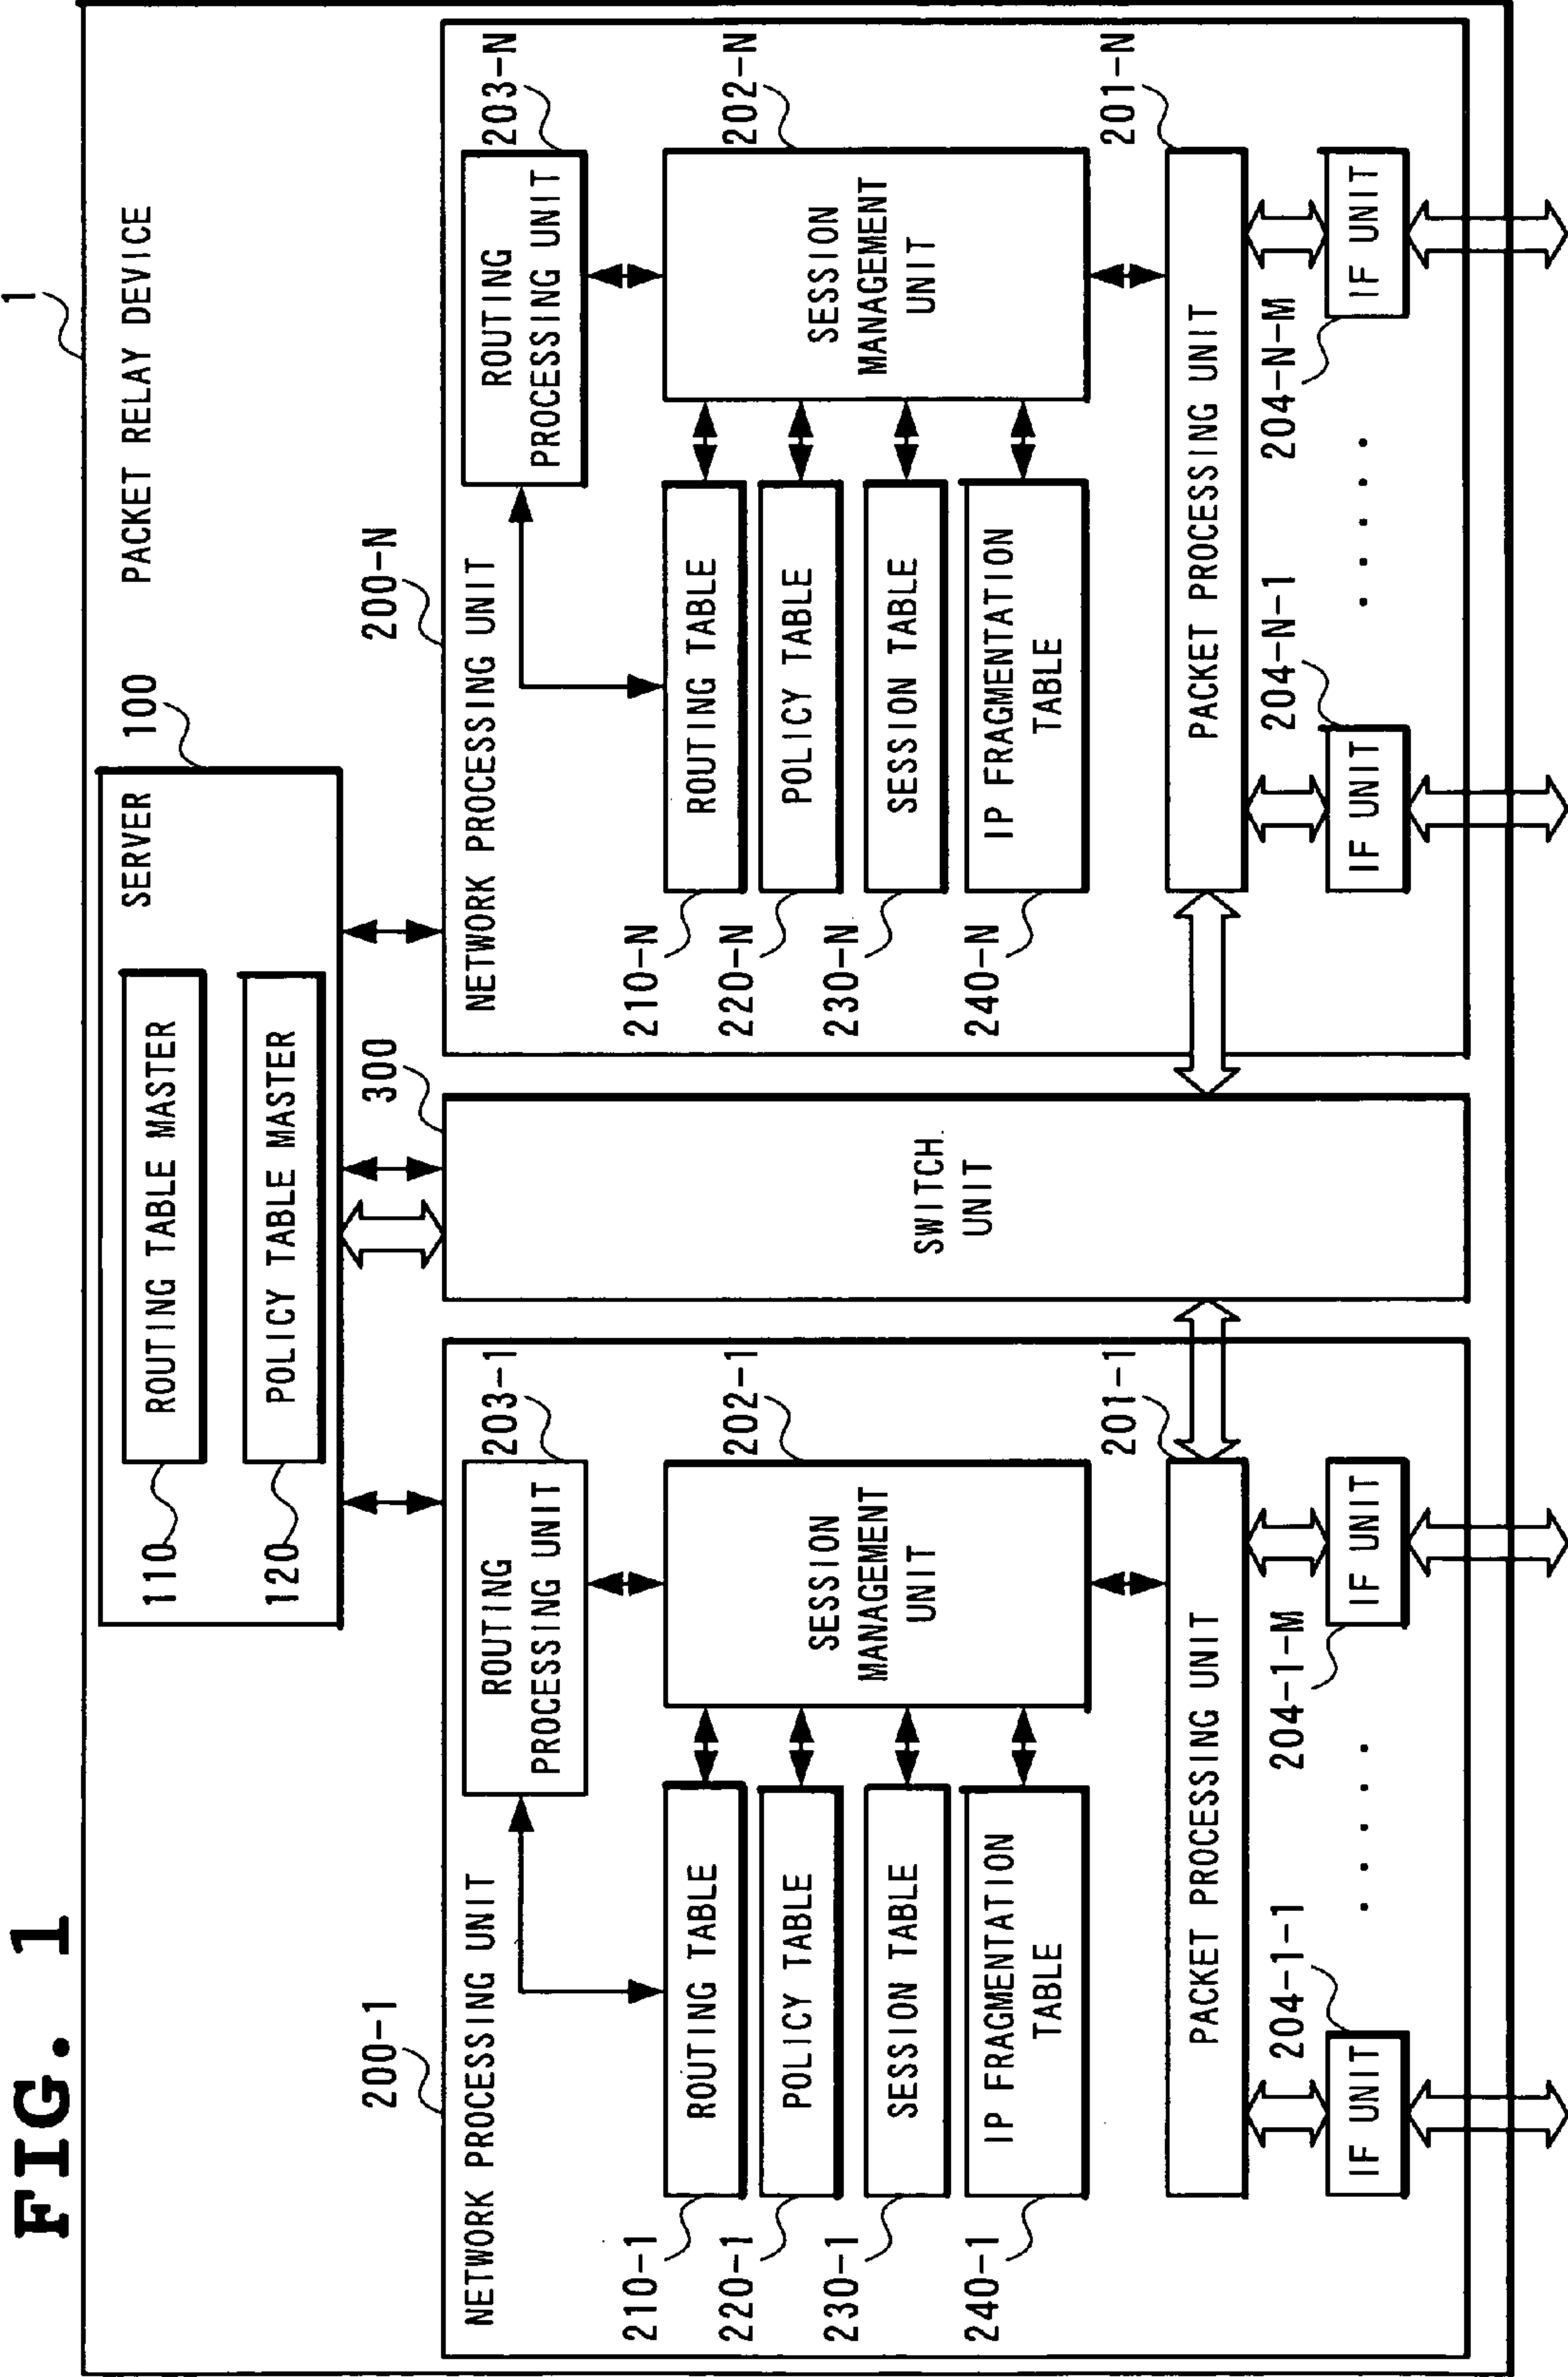 FIG. 1
1
PACKET RELAY DEVICE
100
SERVER
110
ROUTING TABLE MASTER
120
POLICY TABLE MASTER
200-1
NETWORK PROCESSING UNIT
203-1
ROUTING
PROCESSING UNIT
202-1
SESSION
MANAGEMENT
UNIT
210-1
ROUTING TABLE
220-1
POLICY TABLE
230-1
SESSION TABLE
240-1
IP FRAGMENTATION
TABLE
201-1
PACKET PROCESSING UNIT
204-1-1
IF UNIT
204-1-M
IF UNIT
300
SWITCH
UNIT
200-N
NETWORK PROCESSING UNIT
203-N
ROUTING
PROCESSING UNIT
202-N
SESSION
MANAGEMENT
UNIT
210-N
ROUTING TABLE
220-N
POLICY TABLE
230-N
SESSION TABLE
240-N
IP FRAGMENTATION
TABLE
201-N
PACKET PROCESSING UNIT
204-N-1
IF UNIT
204-N-M
IF UNIT